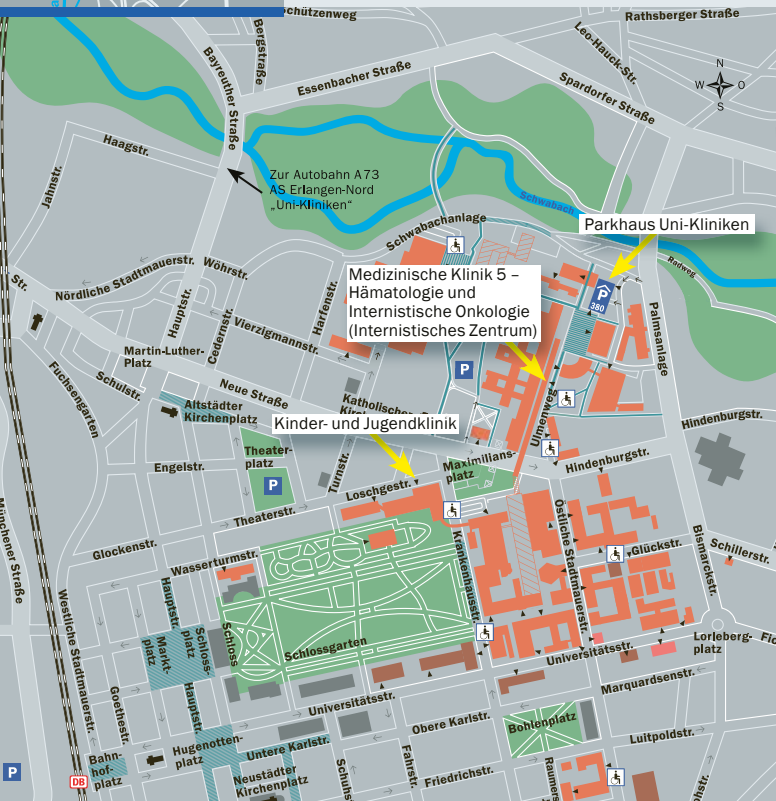 Schützenweg
Rathsberger Straße
Bergstraße
Bayreuther Straße
Essenbacher Straße
Leo-Hauck-Str.
Spardorfer Straße
N
W O
S
Haagstr.
Jahnstr.
Zur Autobahn A 73
AS Erlangen-Nord
„Uni-Kliniken“
Schwabach
Schwabachanlage
Parkhaus Uni-Kliniken
Radweg
Medizinische Klinik 5 –
Hämatologie und
Internistische Onkologie
(Internistisches Zentrum)
P
380
Palmsanlage
Str.
Nördliche Stadtmauerstr.
Wöhrstr.
Hauptstr.
Cedernstr.
Harfenstr.
Vierzigmannstr.
Martin-Luther-
Platz
Fuchsengarten
Schulstr.
Neue Straße
P
Katholischer
Altstädter
Kirchenplatz
Kinder- und Jugendklinik
Ulmenweg
Hindenburgstr.
Theater-
platz
P
Engelstr.
Turnstr.
Maximilians-
platz
Hindenburgstr.
Loschgestr.
Theaterstr.
Münchener Straße
Glockenstr.
Wasserturmstr.
Krankenhausstr.
Östliche Stadtmauerstr.
Glückstr.
Bismarckstr.
Schillerstr.
Westliche Stadtmauerstr.
Hauptstr.
Schloss-
platz
Markt-
platz
Schloss
Schlossgarten
Lorleberg-
platz
Universitätsstr.
Marquardsenstr.
Goethestr.
Hauptstr.
Universitätsstr.
Obere Karlstr.
Bohlenplatz
Luitpoldstr.
Hugenotten-
platz
Untere Karlstr.
Bahn-
hof-
platz
Fahrstr.
Friedrichstr.
Neustädter
Kirchenplatz
P
DB